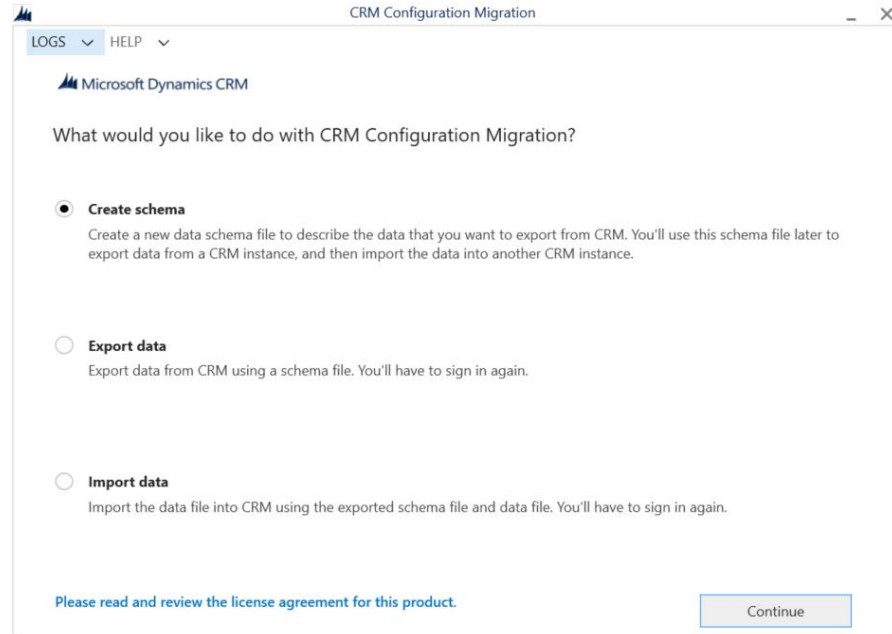 CRM Configuration Migration
LOGS HELP
Microsoft Dynamics CRM
What would you like to do with CRM Configuration Migration?
Create schema
Create a new data schema file to describe the data that you want to export from CRM. You'll use this schema file later to
export data from a CRM instance, and then import the data into another CRM instance.
Export data
Export data from CRM using a schema file. You'll have to sign in again.
Import data
Import the data file into CRM using the exported schema file and data file. You'll have to sign in again.
Please read and review the license agreement for this product.
Continue